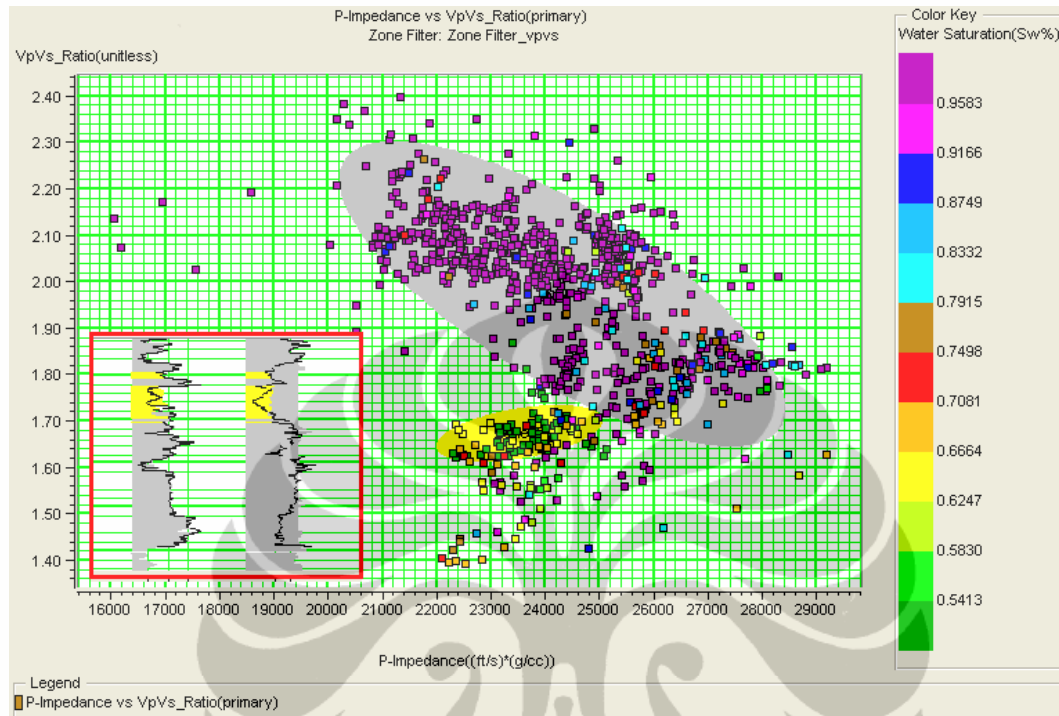 P-Impedance vs VpVs_Ratio(primary)
Zone Filter: Zone Filter_vpvs
VpVs_Ratio(unitless)
2.40
2.30
2.20
2.10
2.00
1.90
1.80
1.70
1.60
1.50
1.40
16000 17000 18000 19000 20000 21000 22000 23000 24000 25000 26000 27000 28000 29000
P-Impedance((ft/s)*(g/cc))
Color Key
Water Saturation(Sw%)
0.9583
0.9166
0.8749
0.8332
0.7915
0.7498
0.7081
0.6664
0.6247
0.5830
0.5413
Legend
P-Impedance vs VpVs_Ratio(primary)